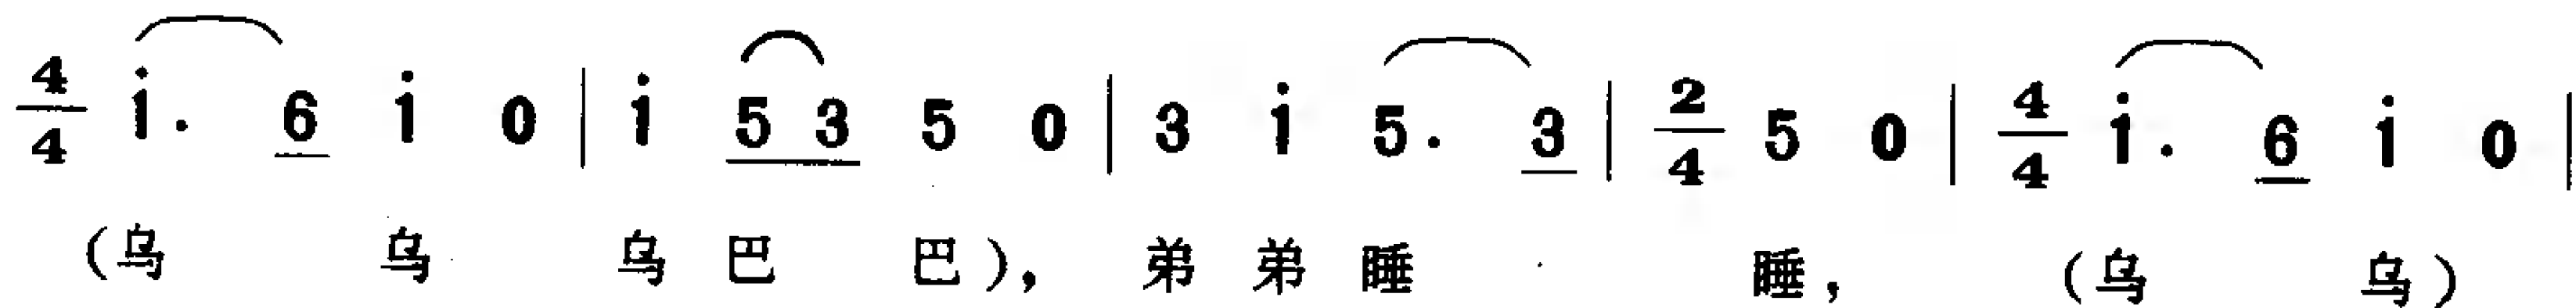 4/4 i̇. 6 i̇ 0 | i̇ 5 3 5 0 | 3 i̇ 5. 3 | 2/4 5 0 | 4/4 i̇. 6 i̇ 0 |
（乌 乌 乌 巴 巴），弟 弟 睡 睡，（乌 乌）